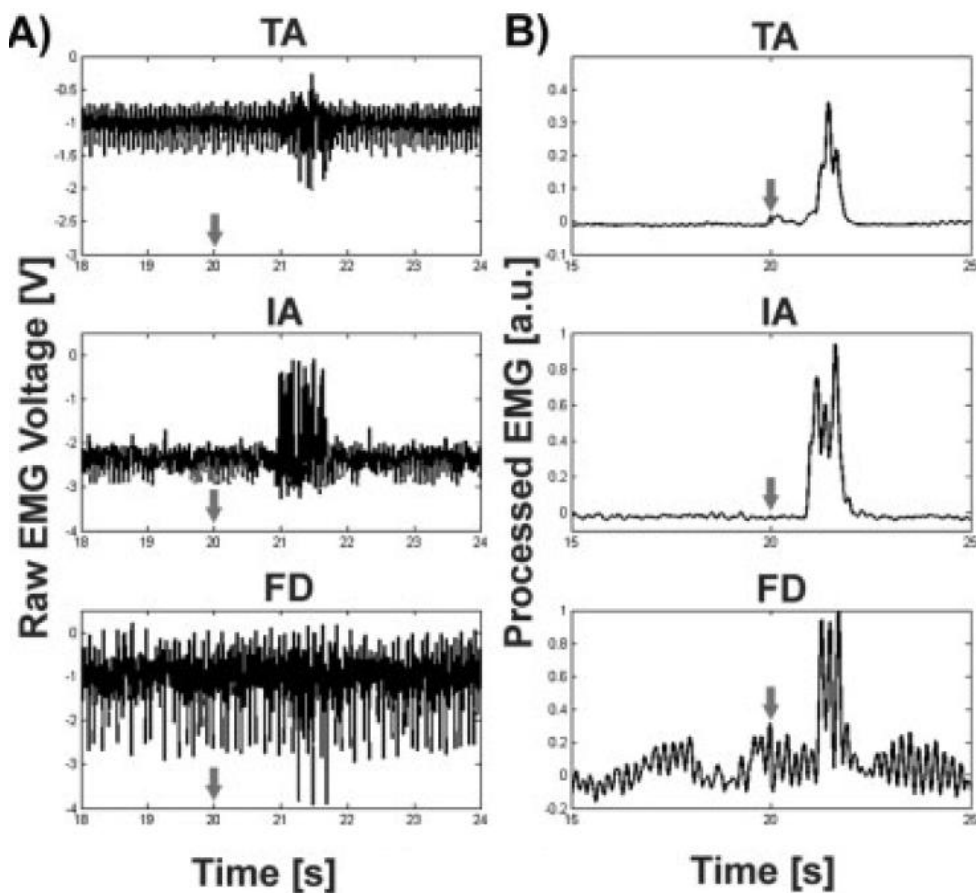 A)
TA
0
-0.5
-1
-1.5
-2
-2.5
-3
18 19 20 21 22 23 24
IA
0
-1
-2
-3
-4
18 19 20 21 22 23 24
FD
0
-1
-2
-3
-4
18 19 20 21 22 23 24
Raw EMG Voltage [V]
Time [s]
B)
TA
0.4
0.3
0.2
0.1
0
-0.1
15 20 25
IA
1
0.8
0.6
0.4
0.2
0
15 20 25
FD
1
0.8
0.6
0.4
0.2
0
-0.2
15 20 25
Processed EMG [a.u.]
Time [s]